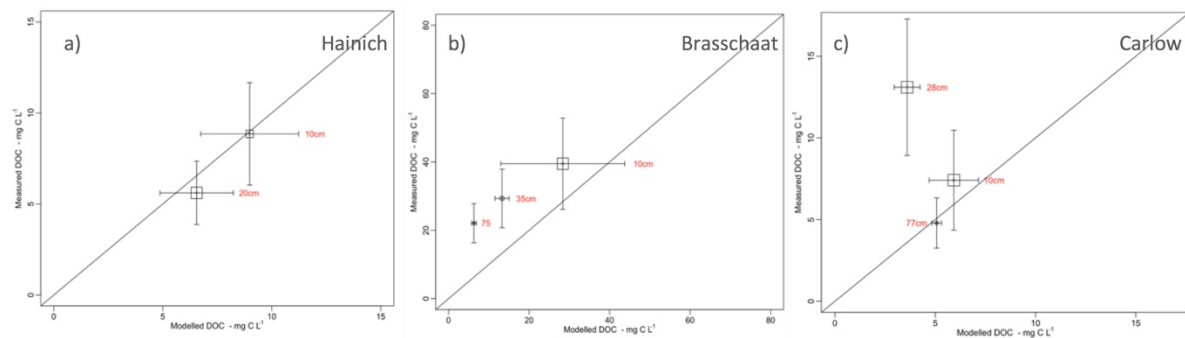 a) Hainich
15
10
5
0
Measured DOC - mg C L⁻¹
10cm
20cm
0 5 10 15
Modelled DOC - mg C L⁻¹
b) Brasschaat
80
60
40
20
0
Measured DOC - mg C L⁻¹
10cm
35cm
75
0 20 40 60 80
Modelled DOC - mg C L⁻¹
c) Carlow
15
10
5
0
Measured DOC - mg C L⁻¹
28cm
10cm
77cm
0 5 10 15
Modelled DOC - mg C L⁻¹